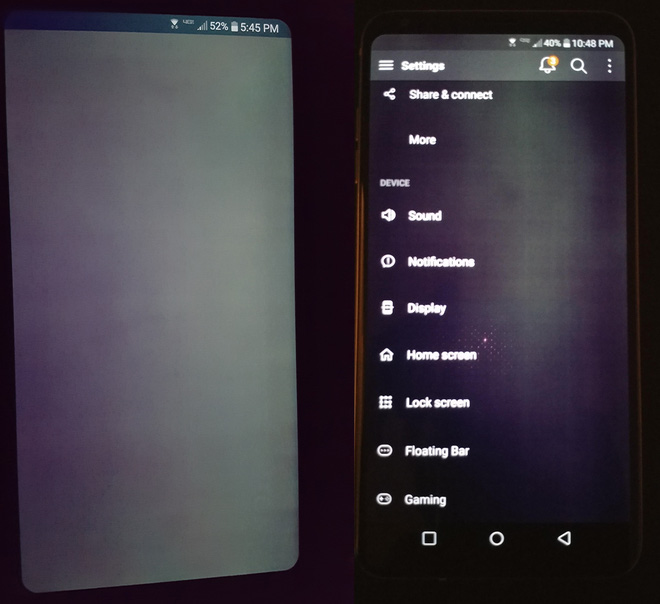 52% 5:45 PM
40% 10:48 PM
Settings
Share & connect
More
DEVICE
Sound
Notifications
Display
Home screen
Lock screen
Floating Bar
Gaming